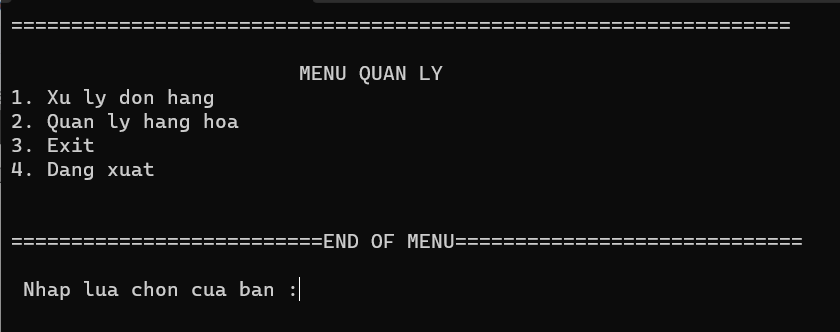 =================================================================
MENU QUAN LY
1. Xu ly don hang
2. Quan ly hang hoa
3. Exit
4. Dang xuat
==========================END OF MENU=============================
Nhap lua chon cua ban :